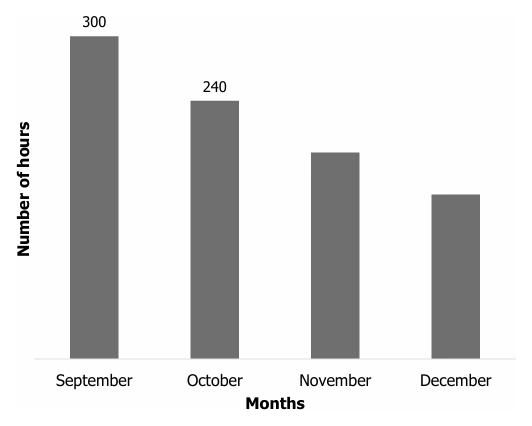 300
240
Number of hours
September
October
November
December
Months